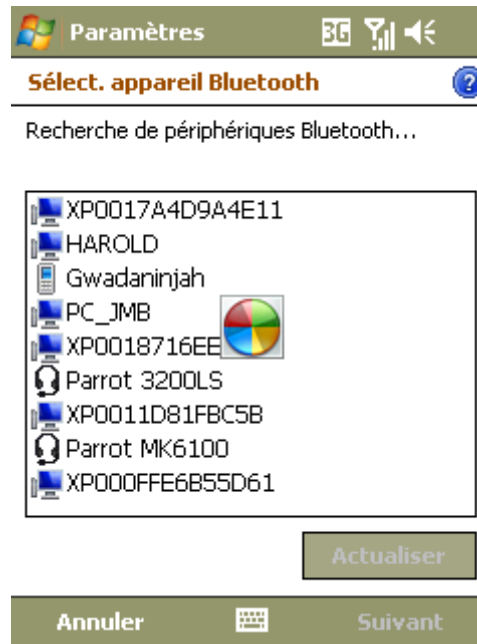 Paramètres 3G
Sélect. appareil Bluetooth ?
Recherche de périphériques Bluetooth...
XP0017A4D9A4E11
HAROLD
Gwadaninjah
PC_JMB
XP0018716EE
Parrot 3200LS
XP0011D81FBC5B
Parrot MK6100
XP000FFE6B55D61
Actualiser
Annuler Suivant